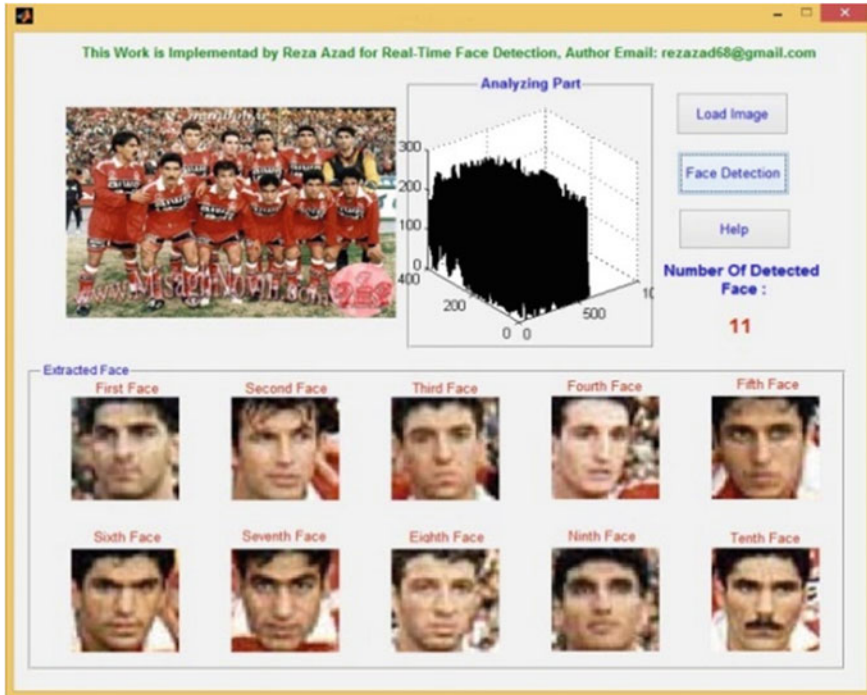 This Work is Implementad by Reza Azad for Real-Time Face Detection, Author Email: rezazad68@gmail.com
Analyzing Part
Load Image
Face Detection
Help
300
200
100
0
400
200
0
0
500
10
Number Of Detected
Face :
11
Extracted Face
First Face
Second Face
Third Face
Fourth Face
Fifth Face
Sixth Face
Seventh Face
Eighth Face
Ninth Face
Tenth Face